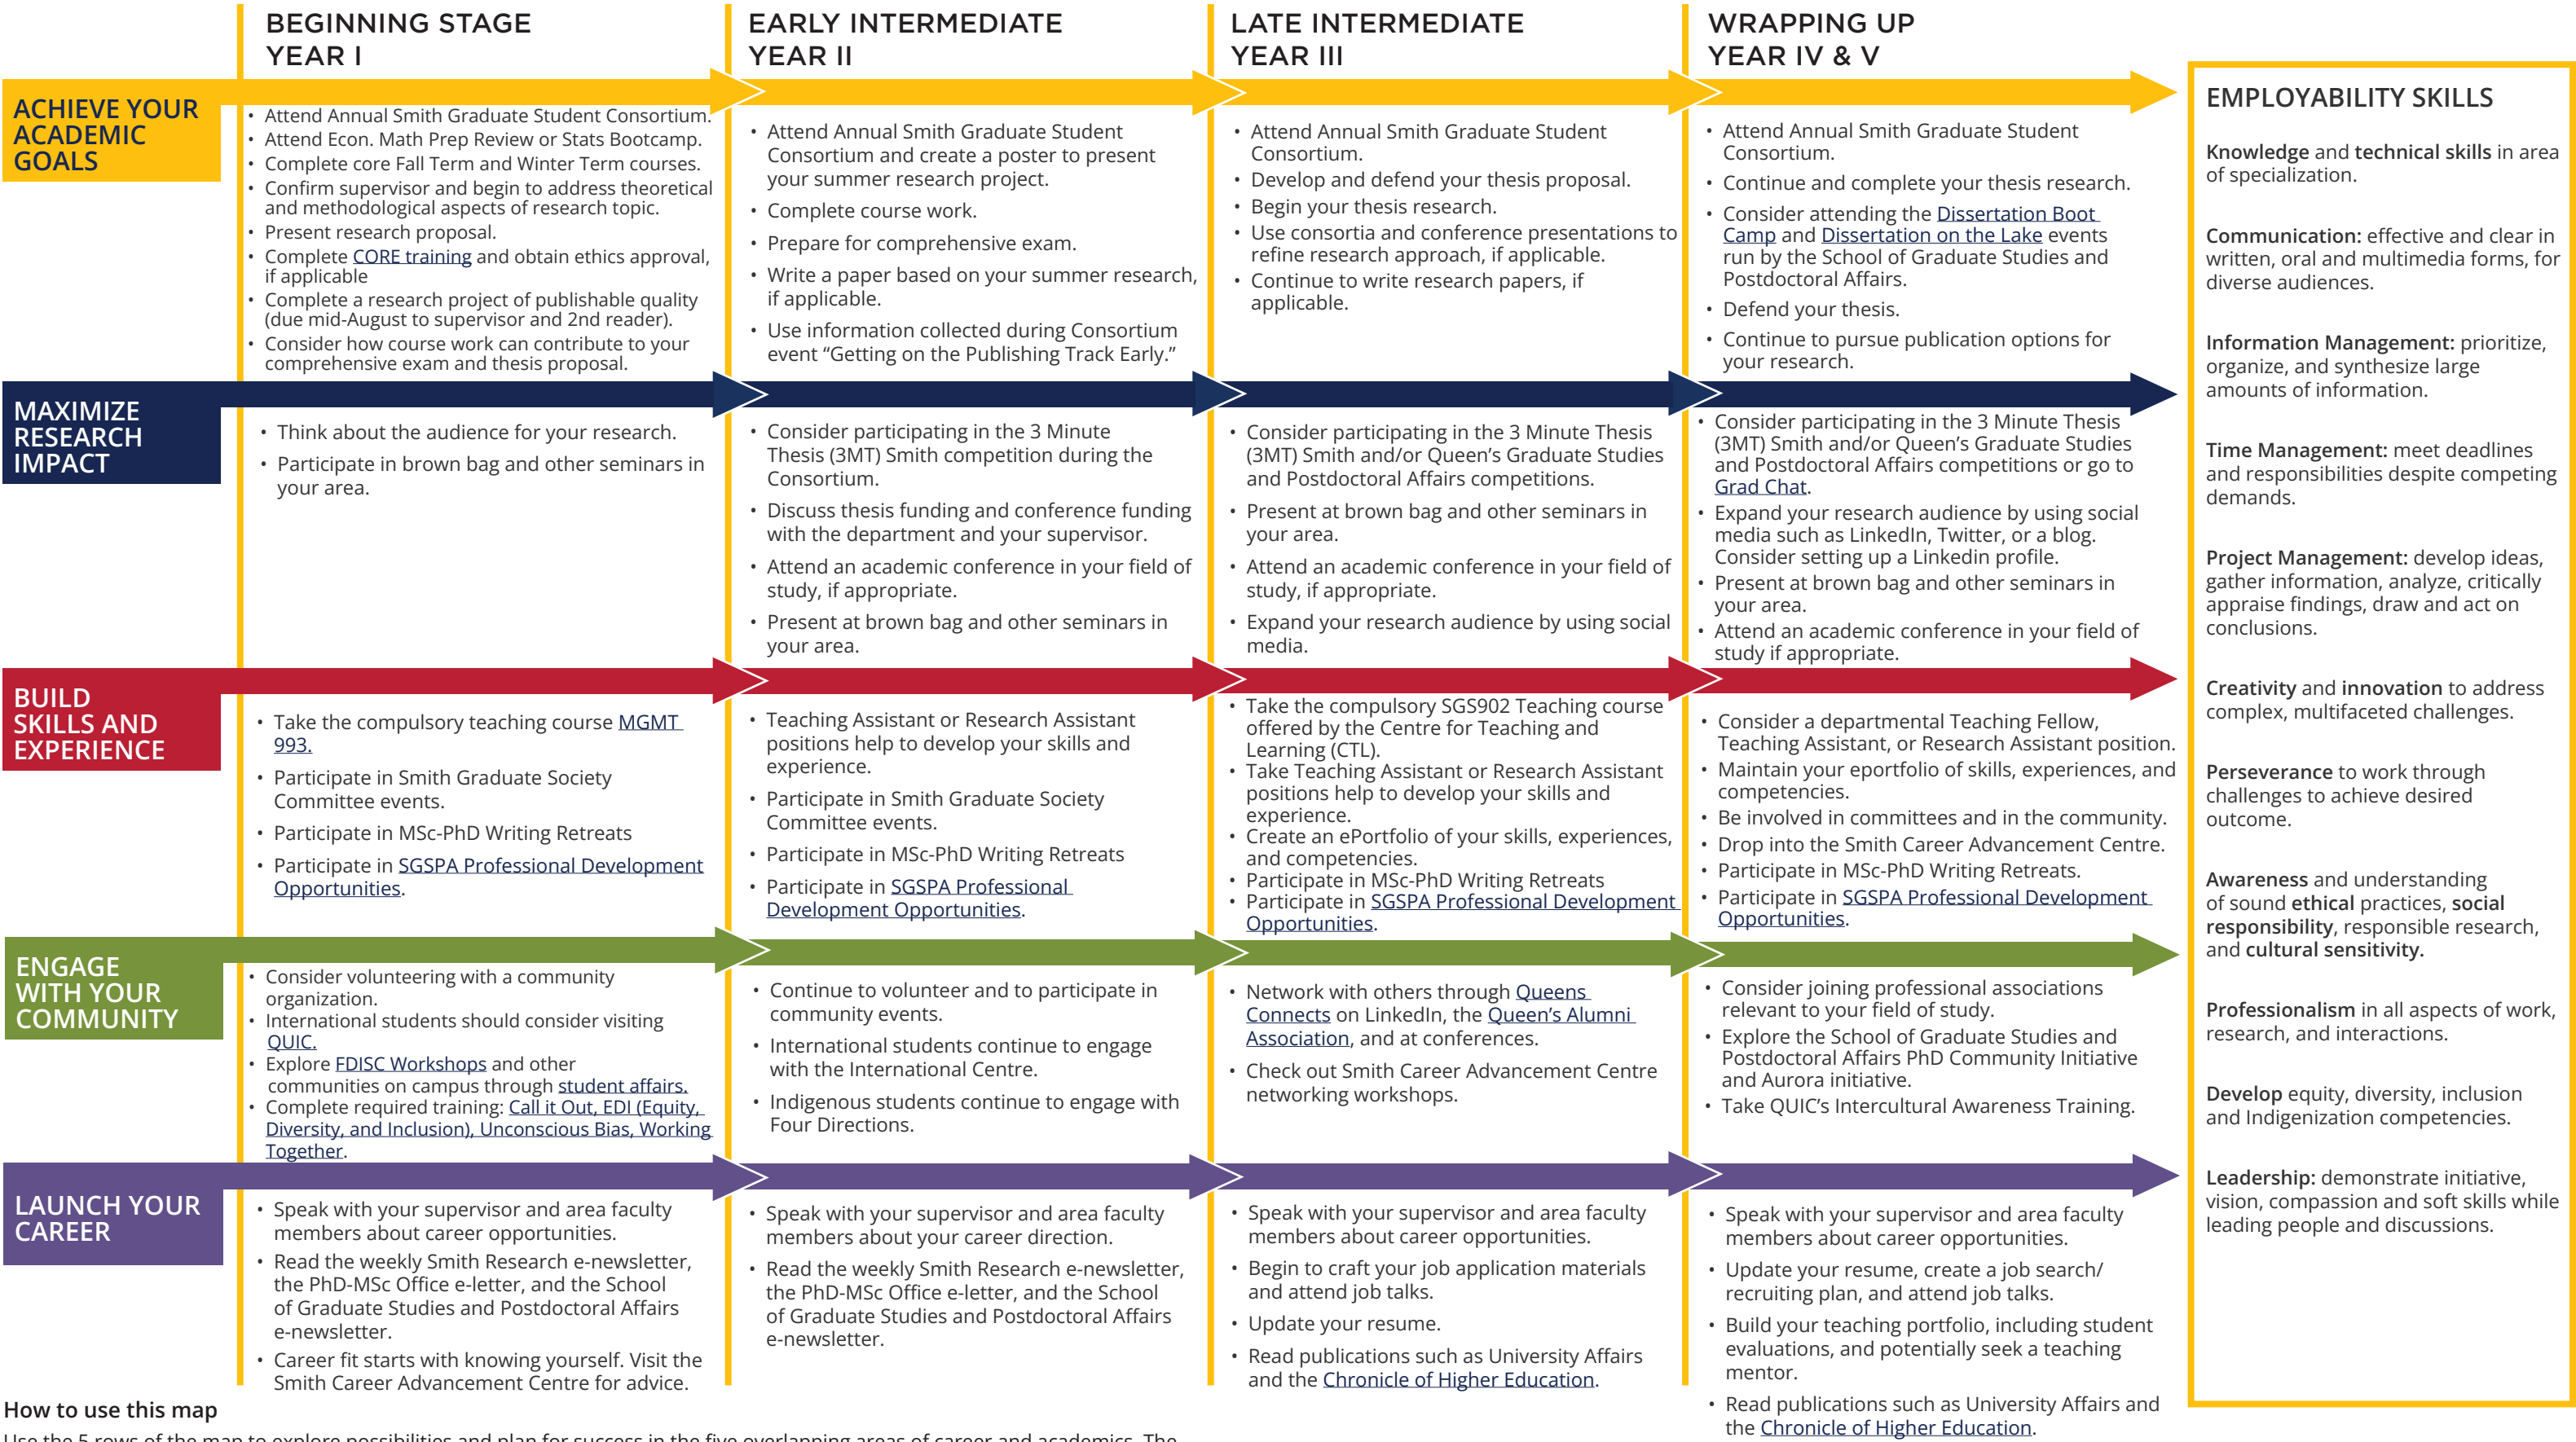 BEGINNING STAGE
YEAR I
EARLY INTERMEDIATE
YEAR II
LATE INTERMEDIATE
YEAR III
WRAPPING UP
YEAR IV & V
ACHIEVE YOUR
ACADEMIC
GOALS
• Attend Annual Smith Graduate Student Consortium.
• Attend Econ. Math Prep Review or Stats Bootcamp.
• Complete core Fall Term and Winter Term courses.
• Confirm supervisor and begin to address theoretical
and methodological aspects of research topic.
• Present research proposal.
• Complete CORE training and obtain ethics approval,
if applicable
• Complete a research project of publishable quality
(due mid-August to supervisor and 2nd reader).
• Consider how course work can contribute to your
comprehensive exam and thesis proposal.
• Attend Annual Smith Graduate Student
Consortium and create a poster to present
your summer research project.
• Complete course work.
• Prepare for comprehensive exam.
• Write a paper based on your summer research,
if applicable.
• Use information collected during Consortium
event “Getting on the Publishing Track Early.”
• Attend Annual Smith Graduate Student
Consortium.
• Develop and defend your thesis proposal.
• Begin your thesis research.
• Use consortia and conference presentations to
refine research approach, if applicable.
• Continue to write research papers, if
applicable.
• Attend Annual Smith Graduate Student
Consortium.
• Continue and complete your thesis research.
• Consider attending the Dissertation Boot
Camp and Dissertation on the Lake events
run by the School of Graduate Studies and
Postdoctoral Affairs.
• Defend your thesis.
• Continue to pursue publication options for
your research.
MAXIMIZE
RESEARCH
IMPACT
• Think about the audience for your research.
• Participate in brown bag and other seminars in
your area.
• Consider participating in the 3 Minute
Thesis (3MT) Smith competition during the
Consortium.
• Discuss thesis funding and conference funding
with the department and your supervisor.
• Attend an academic conference in your field of
study, if appropriate.
• Present at brown bag and other seminars in
your area.
• Consider participating in the 3 Minute Thesis
(3MT) Smith and/or Queen’s Graduate Studies
and Postdoctoral Affairs competitions.
• Present at brown bag and other seminars in
your area.
• Attend an academic conference in your field of
study, if appropriate.
• Expand your research audience by using social
media.
• Consider participating in the 3 Minute Thesis
(3MT) Smith and/or Queen’s Graduate Studies
and Postdoctoral Affairs competitions or go to
Grad Chat.
• Expand your research audience by using social
media such as LinkedIn, Twitter, or a blog.
Consider setting up a Linkedin profile.
• Present at brown bag and other seminars in
your area.
• Attend an academic conference in your field of
study if appropriate.
BUILD
SKILLS AND
EXPERIENCE
• Take the compulsory teaching course MGMT
993.
• Participate in Smith Graduate Society
Committee events.
• Participate in MSc-PhD Writing Retreats
• Participate in SGSPA Professional Development
Opportunities.
• Teaching Assistant or Research Assistant
positions help to develop your skills and
experience.
• Participate in Smith Graduate Society
Committee events.
• Participate in MSc-PhD Writing Retreats
• Participate in SGSPA Professional
Development Opportunities.
• Take the compulsory SGS902 Teaching course
offered by the Centre for Teaching and
Learning (CTL).
• Take Teaching Assistant or Research Assistant
positions help to develop your skills and
experience.
• Create an ePortfolio of your skills, experiences,
and competencies.
• Participate in MSc-PhD Writing Retreats
• Participate in SGSPA Professional Development
Opportunities.
• Consider a departmental Teaching Fellow,
Teaching Assistant, or Research Assistant position.
• Maintain your eportfolio of skills, experiences, and
competencies.
• Be involved in committees and in the community.
• Drop into the Smith Career Advancement Centre.
• Participate in MSc-PhD Writing Retreats.
• Participate in SGSPA Professional Development
Opportunities.
ENGAGE
WITH YOUR
COMMUNITY
• Consider volunteering with a community
organization.
• International students should consider visiting
QUIC.
• Explore FDISC Workshops and other
communities on campus through student affairs.
• Complete required training: Call it Out, EDI (Equity,
Diversity, and Inclusion), Unconscious Bias, Working
Together.
• Continue to volunteer and to participate in
community events.
• International students continue to engage
with the International Centre.
• Indigenous students continue to engage with
Four Directions.
• Network with others through Queens
Connects on LinkedIn, the Queen’s Alumni
Association, and at conferences.
• Check out Smith Career Advancement Centre
networking workshops.
• Consider joining professional associations
relevant to your field of study.
• Explore the School of Graduate Studies and
Postdoctoral Affairs PhD Community Initiative
and Aurora initiative.
• Take QUIC’s Intercultural Awareness Training.
LAUNCH YOUR
CAREER
• Speak with your supervisor and area faculty
members about career opportunities.
• Read the weekly Smith Research e-newsletter,
the PhD-MSc Office e-letter, and the School
of Graduate Studies and Postdoctoral Affairs
e-newsletter.
• Career fit starts with knowing yourself. Visit the
Smith Career Advancement Centre for advice.
• Speak with your supervisor and area faculty
members about your career direction.
• Read the weekly Smith Research e-newsletter,
the PhD-MSc Office e-letter, and the School
of Graduate Studies and Postdoctoral Affairs
e-newsletter.
• Speak with your supervisor and area faculty
members about career opportunities.
• Begin to craft your job application materials
and attend job talks.
• Update your resume.
• Read publications such as University Affairs
and the Chronicle of Higher Education.
• Speak with your supervisor and area faculty
members about career opportunities.
• Update your resume, create a job search/
recruiting plan, and attend job talks.
• Build your teaching portfolio, including student
evaluations, and potentially seek a teaching
mentor.
• Read publications such as University Affairs and
the Chronicle of Higher Education.
EMPLOYABILITY SKILLS
Knowledge and technical skills in area
of specialization.
Communication: effective and clear in
written, oral and multimedia forms, for
diverse audiences.
Information Management: prioritize,
organize, and synthesize large
amounts of information.
Time Management: meet deadlines
and responsibilities despite competing
demands.
Project Management: develop ideas,
gather information, analyze, critically
appraise findings, draw and act on
conclusions.
Creativity and innovation to address
complex, multifaceted challenges.
Perseverance to work through
challenges to achieve desired
outcome.
Awareness and understanding
of sound ethical practices, social
responsibility, responsible research,
and cultural sensitivity.
Professionalism in all aspects of work,
research, and interactions.
Develop equity, diversity, inclusion
and Indigenization competencies.
Leadership: demonstrate initiative,
vision, compassion and soft skills while
leading people and discussions.
How to use this map
Use the 5 rows of the map to explore possibilities and plan for success in the five overlapping areas of career and academics. The